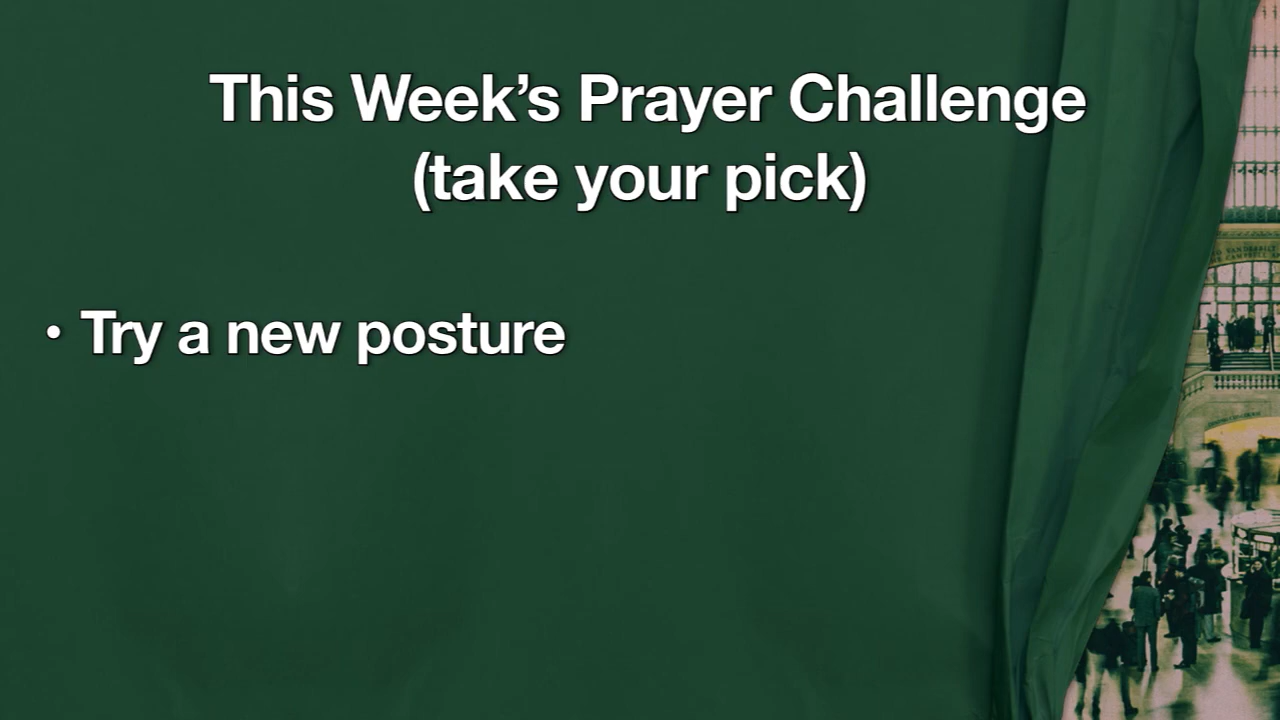 This Week’s Prayer Challenge
(take your pick)
• Try a new posture